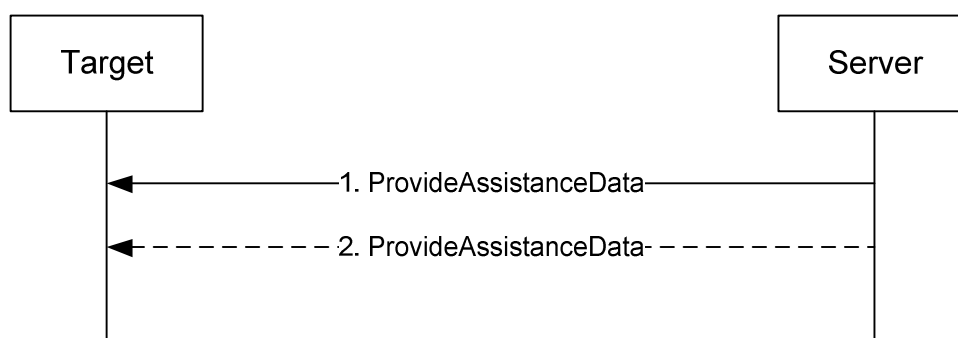 Target
Server
1. ProvideAssistanceData
2. ProvideAssistanceData